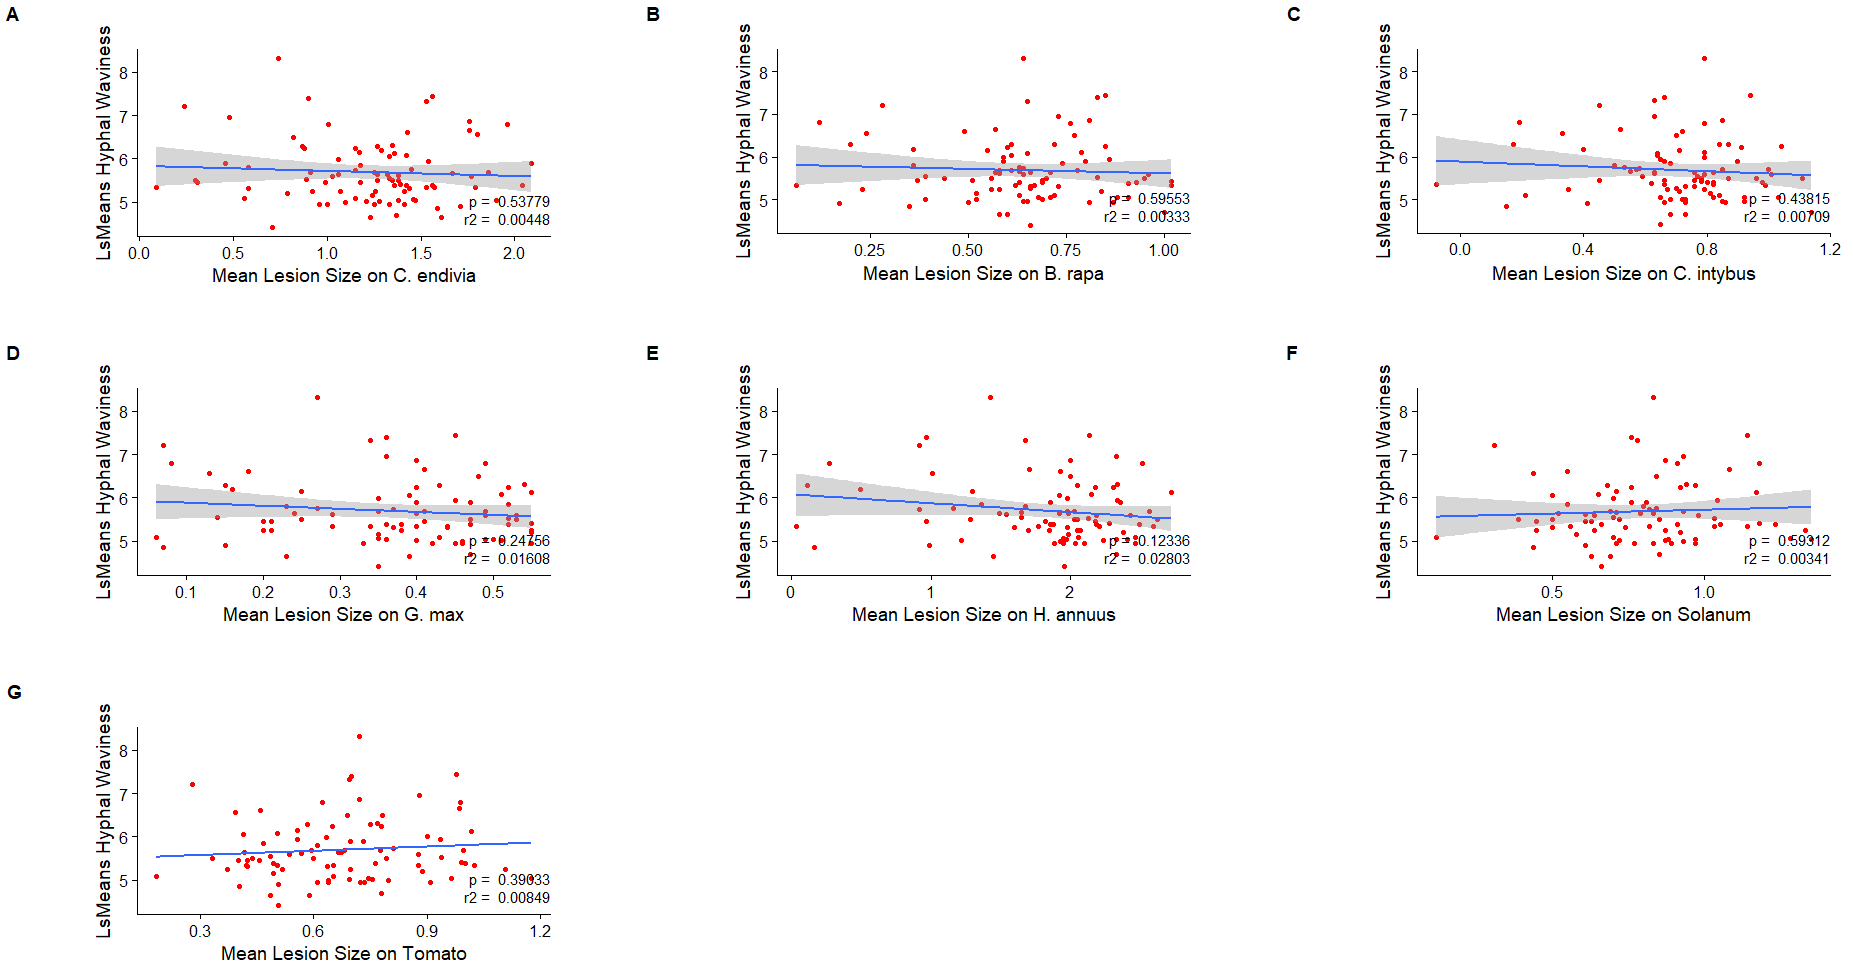 A
B
C
LsMeans Hyphal Waviness
8
7
6
5
p = 0.53779
r2 = 0.00448
0.0 0.5 1.0 1.5 2.0
Mean Lesion Size on C. endivia
LsMeans Hyphal Waviness
8
7
6
5
p = 0.59553
r2 = 0.00333
0.25 0.50 0.75 1.00
Mean Lesion Size on B. rapa
LsMeans Hyphal Waviness
8
7
6
5
p = 0.43815
r2 = 0.00709
0.0 0.4 0.8 1.2
Mean Lesion Size on C. intybus
D
E
F
LsMeans Hyphal Waviness
8
7
6
5
p = 0.24756
r2 = 0.01608
0.1 0.2 0.3 0.4 0.5
Mean Lesion Size on G. max
LsMeans Hyphal Waviness
8
7
6
5
p = 0.12336
r2 = 0.02803
0 1 2
Mean Lesion Size on H. annuus
LsMeans Hyphal Waviness
8
7
6
5
p = 0.59312
r2 = 0.00341
0.5 1.0
Mean Lesion Size on Solanum
G
LsMeans Hyphal Waviness
8
7
6
5
p = 0.39033
r2 = 0.00849
0.3 0.6 0.9 1.2
Mean Lesion Size on Tomato